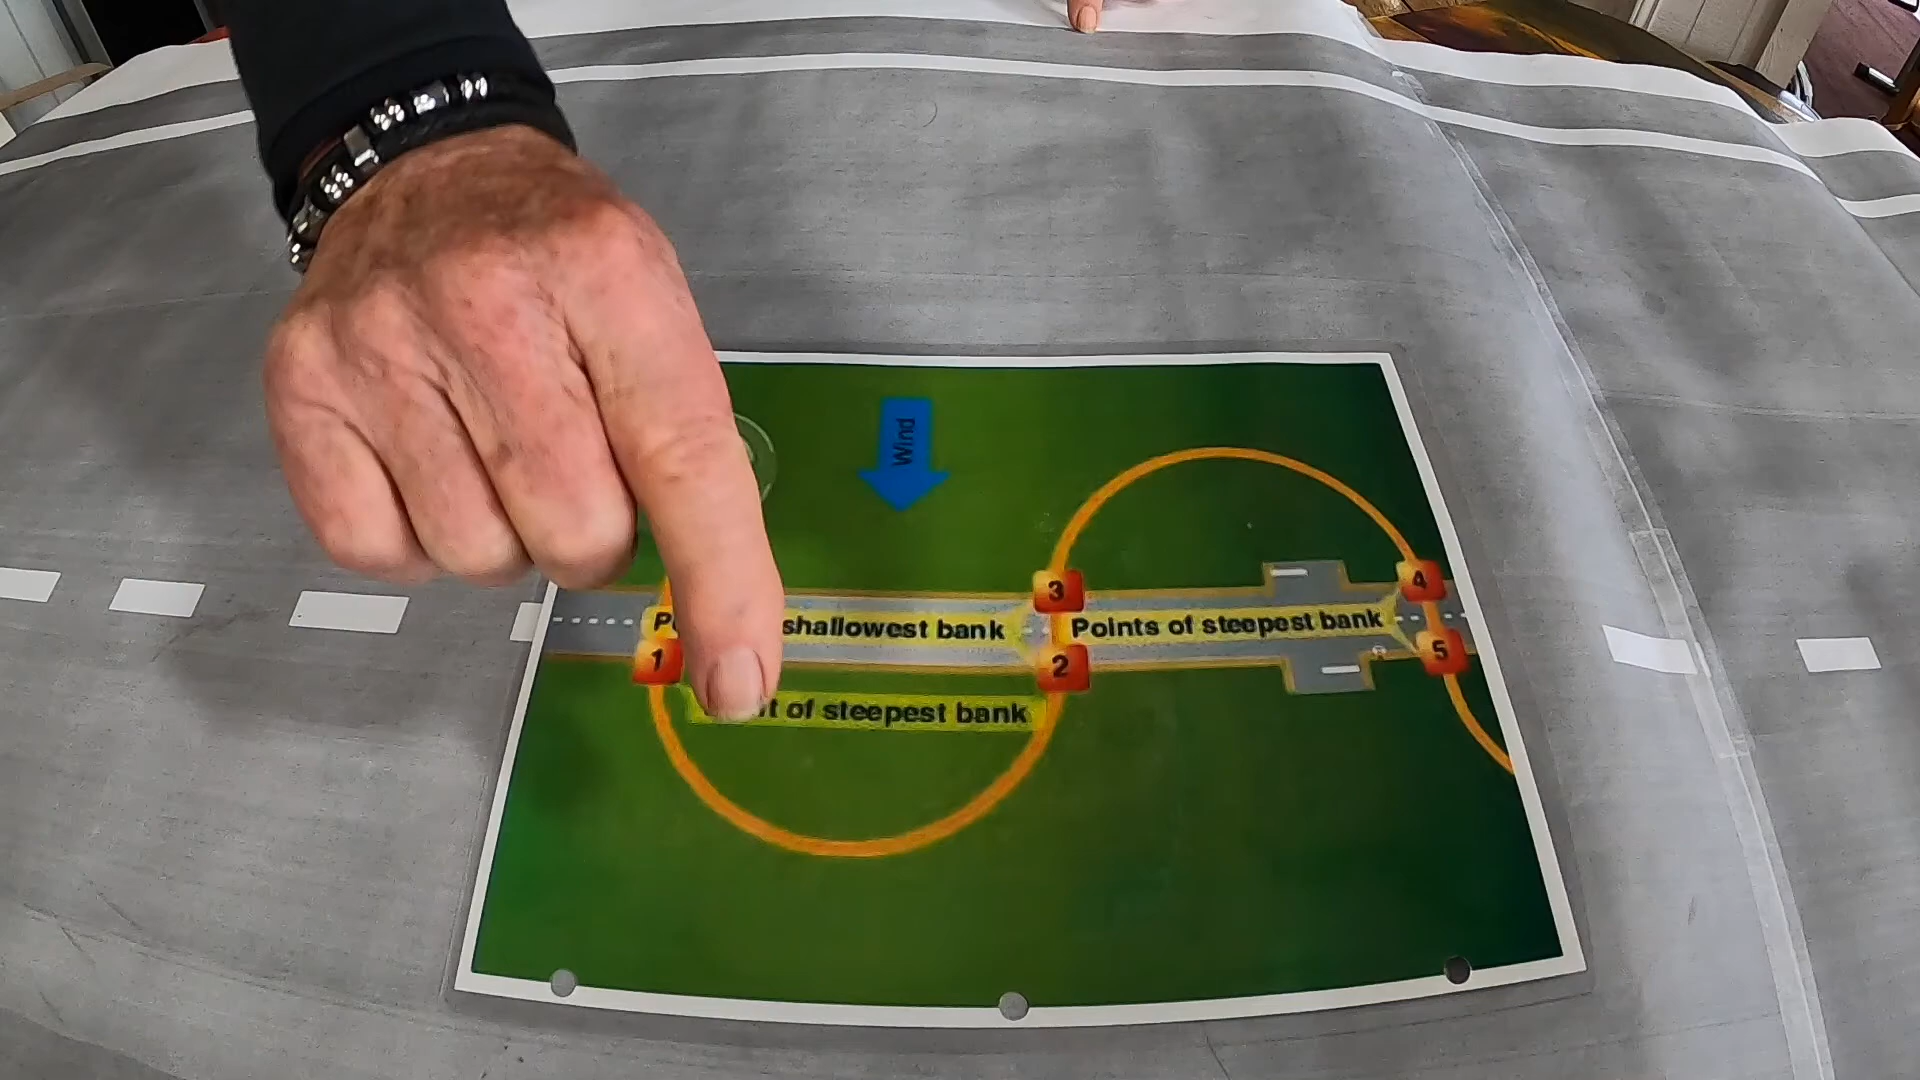 Wind
3
4
shallowest bank
Points of steepest bank
1
2
5
of steepest bank